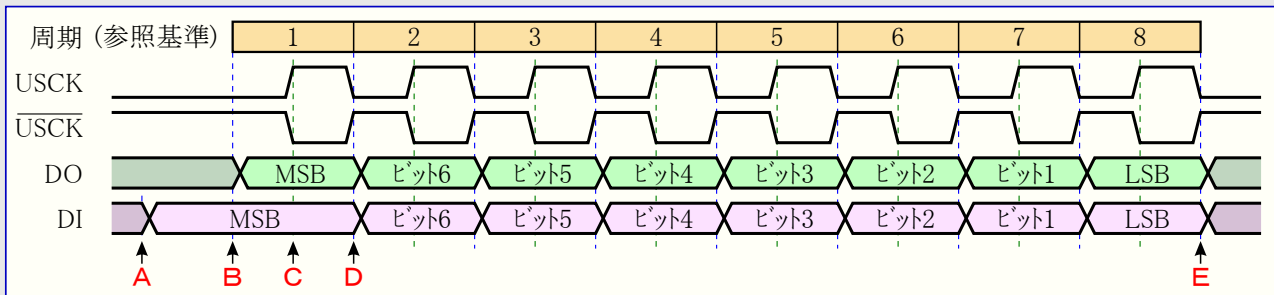 周期 (参照基準) 1 2 3 4 5 6 7 8
USCK
USCK
DO MSB ビット6 ビット5 ビット4 ビット3 ビット2 ビット1 LSB
DI MSB ビット6 ビット5 ビット4 ビット3 ビット2 ビット1 LSB
A B C D E